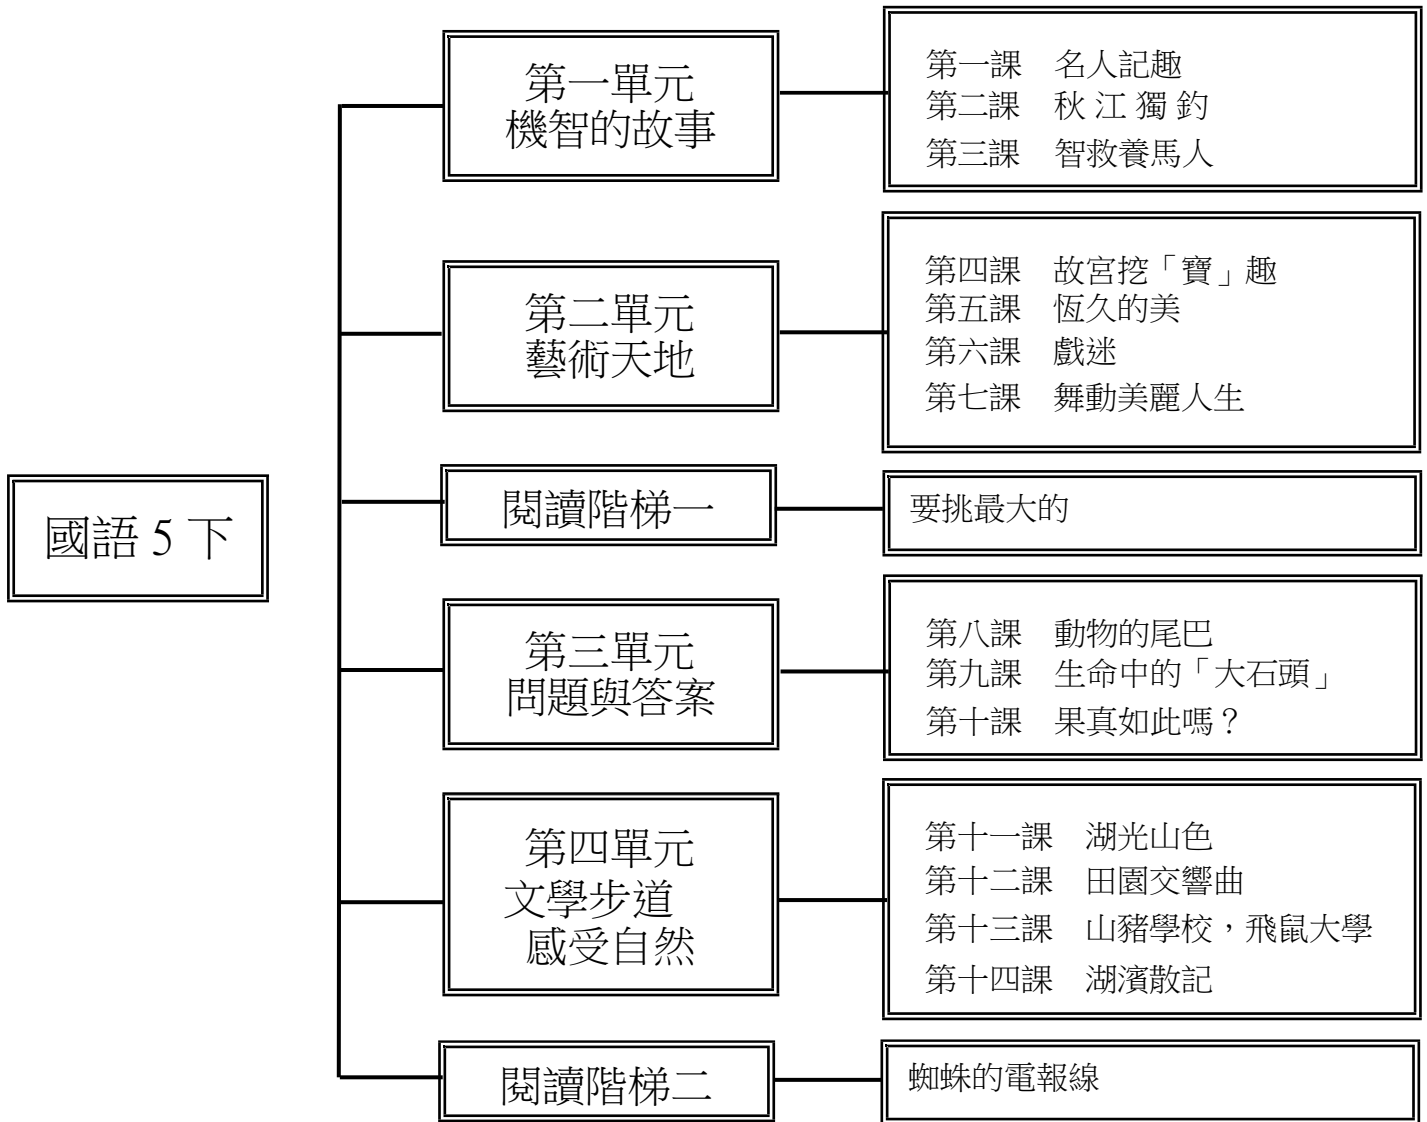 國語 5 下
第一單元
機智的故事
第一課　名人記趣
第二課　秋 江 獨 釣
第三課　智救養馬人
第二單元
藝術天地
第四課　故宮挖「寶」趣
第五課　恆久的美
第六課　戲迷
第七課　舞動美麗人生
閱讀階梯一
要挑最大的
第三單元
問題與答案
第八課　動物的尾巴
第九課　生命中的「大石頭」
第十課　果真如此嗎？
第四單元
文學步道
感受自然
第十一課　湖光山色
第十二課　田園交響曲
第十三課　山豬學校，飛鼠大學
第十四課　湖濱散記
閱讀階梯二
蜘蛛的電報線